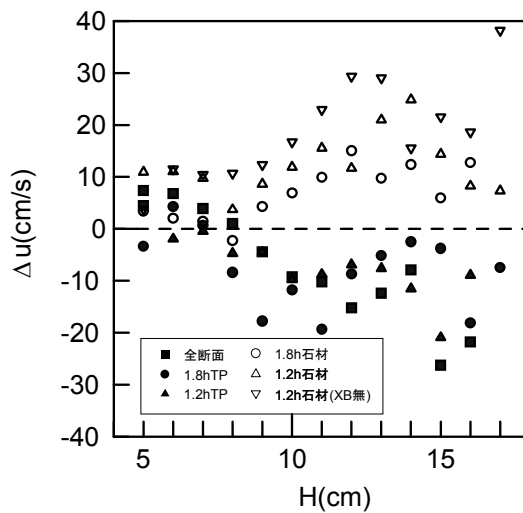 40
30
20
10
0
-10
-20
-30
-40
Δu(cm/s)
■ 全断面
● 1.8hTP
▲ 1.2hTP
○ 1.8h石材
△ 1.2h石材
▽ 1.2h石材(XB無)
5 10 15
H(cm)